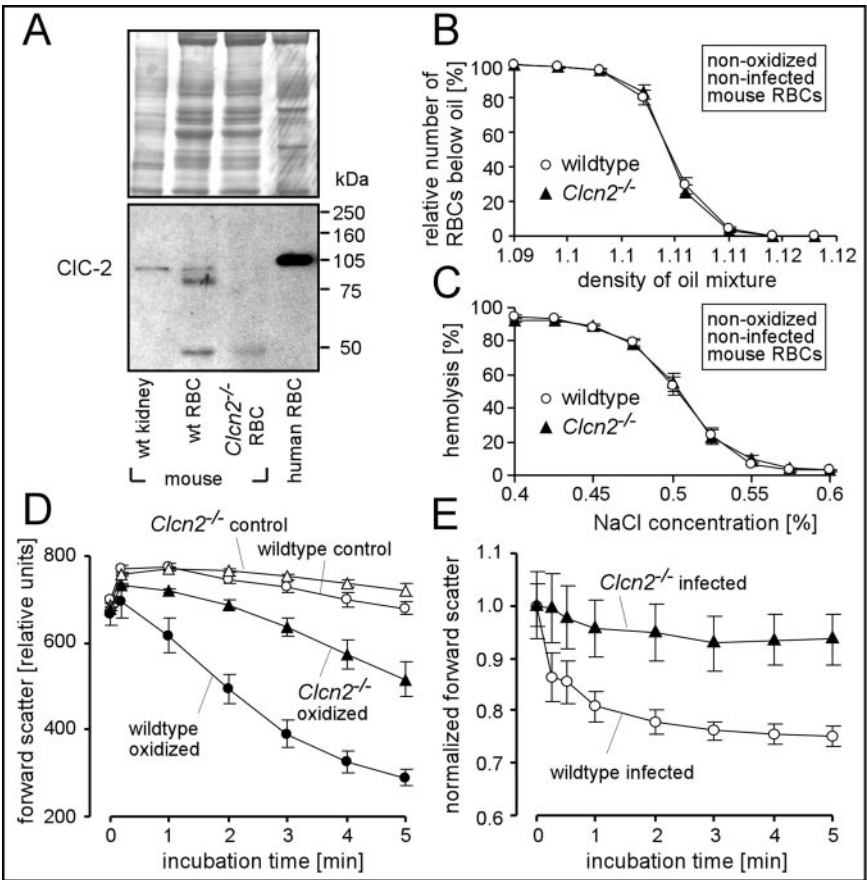 A
kDa
250
160
105
75
50
ClC-2
wt kidney
wt RBC
Clcn2-/-
RBC
human RBC
mouse
B
relative number of
RBCs below oil [%]
100
80
60
40
20
0
non-oxidized
non-infected
mouse RBCs
wildtype
Clcn2-/-
1.09 1.1 1.1 1.11 1.11 1.12 1.12
density of oil mixture
C
hemolysis [%]
100
80
60
40
20
0
non-oxidized
non-infected
mouse RBCs
wildtype
Clcn2-/-
0.4 0.45 0.5 0.55 0.6
NaCl concentration [%]
D
forward scatter [relative units]
800
600
400
200
Clcn2-/- control
wildtype control
Clcn2-/-
oxidized
wildtype
oxidized
0 1 2 3 4 5
incubation time [min]
E
normalized forward scatter
1.1
1.0
0.9
0.8
0.7
0.6
Clcn2-/- infected
wildtype infected
0 1 2 3 4 5
incubation time [min]